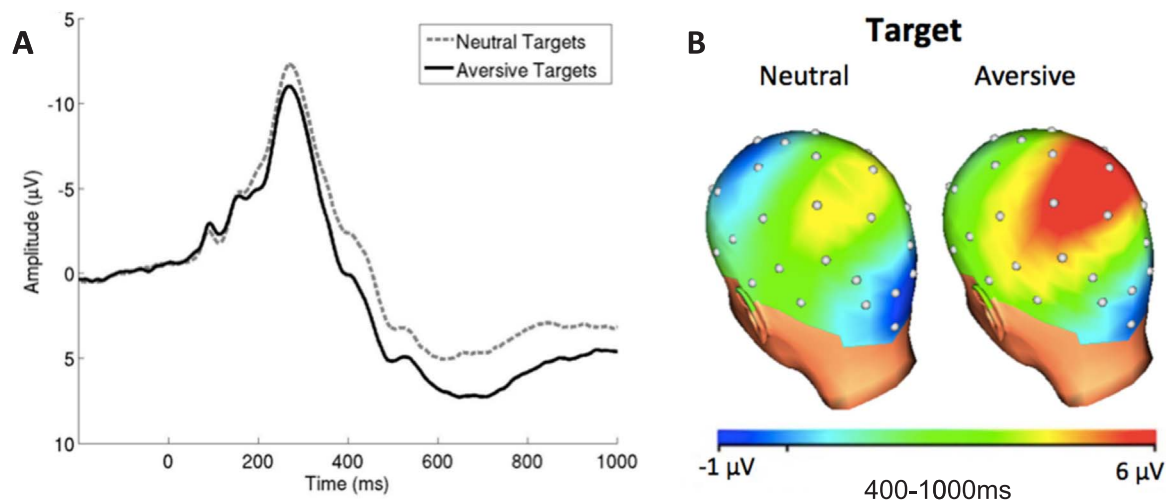 A
5
-10
-5
0
5
10
Amplitude (µV)
0
200
400
600
800
1000
Time (ms)
Neutral Targets
Aversive Targets
B
Target
Neutral
Aversive
-1 µV
6 µV
400-1000ms